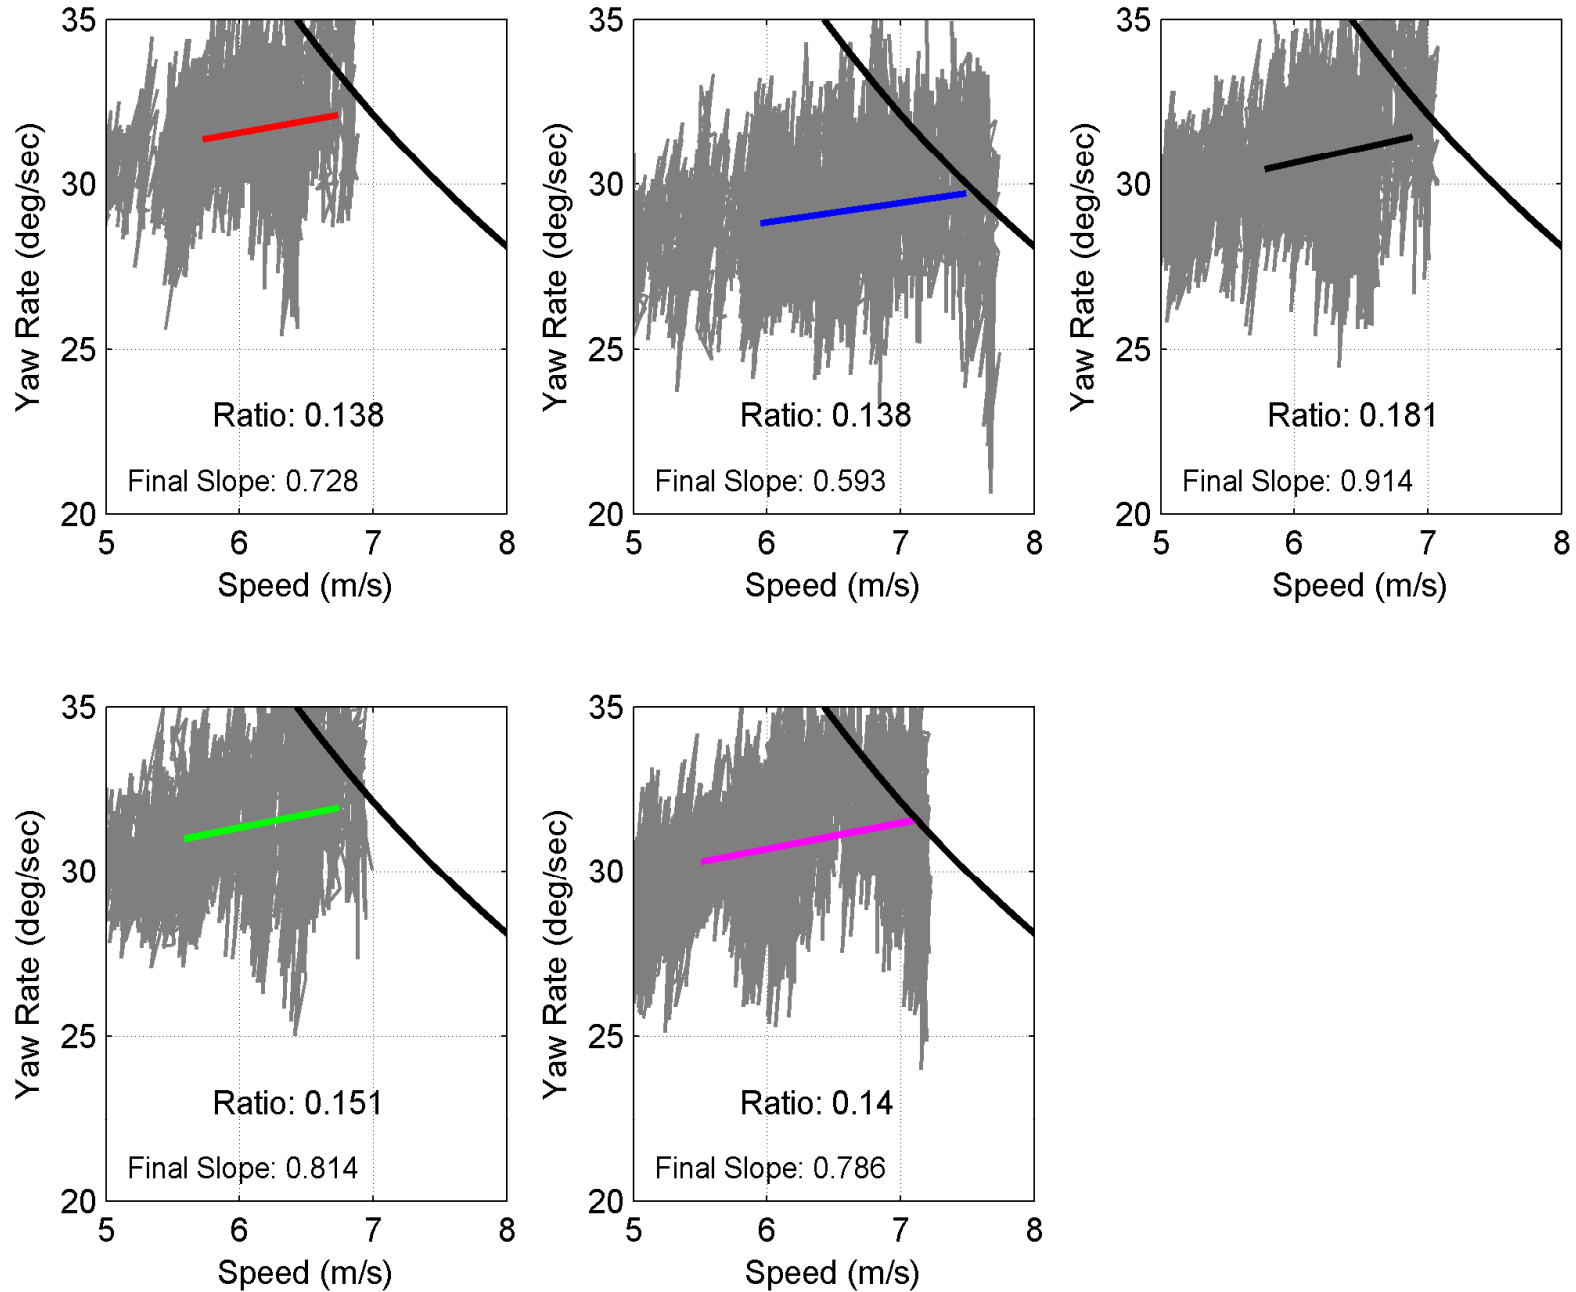 35
30
25
20
Yaw Rate (deg/sec)
Ratio: 0.138
Final Slope: 0.728
5 6 7 8
Speed (m/s)
35
30
25
20
Yaw Rate (deg/sec)
Ratio: 0.138
Final Slope: 0.593
5 6 7 8
Speed (m/s)
35
30
25
20
Yaw Rate (deg/sec)
Ratio: 0.181
Final Slope: 0.914
5 6 7 8
Speed (m/s)
35
30
25
20
Yaw Rate (deg/sec)
Ratio: 0.151
Final Slope: 0.814
5 6 7 8
Speed (m/s)
35
30
25
20
Yaw Rate (deg/sec)
Ratio: 0.14
Final Slope: 0.786
5 6 7 8
Speed (m/s)